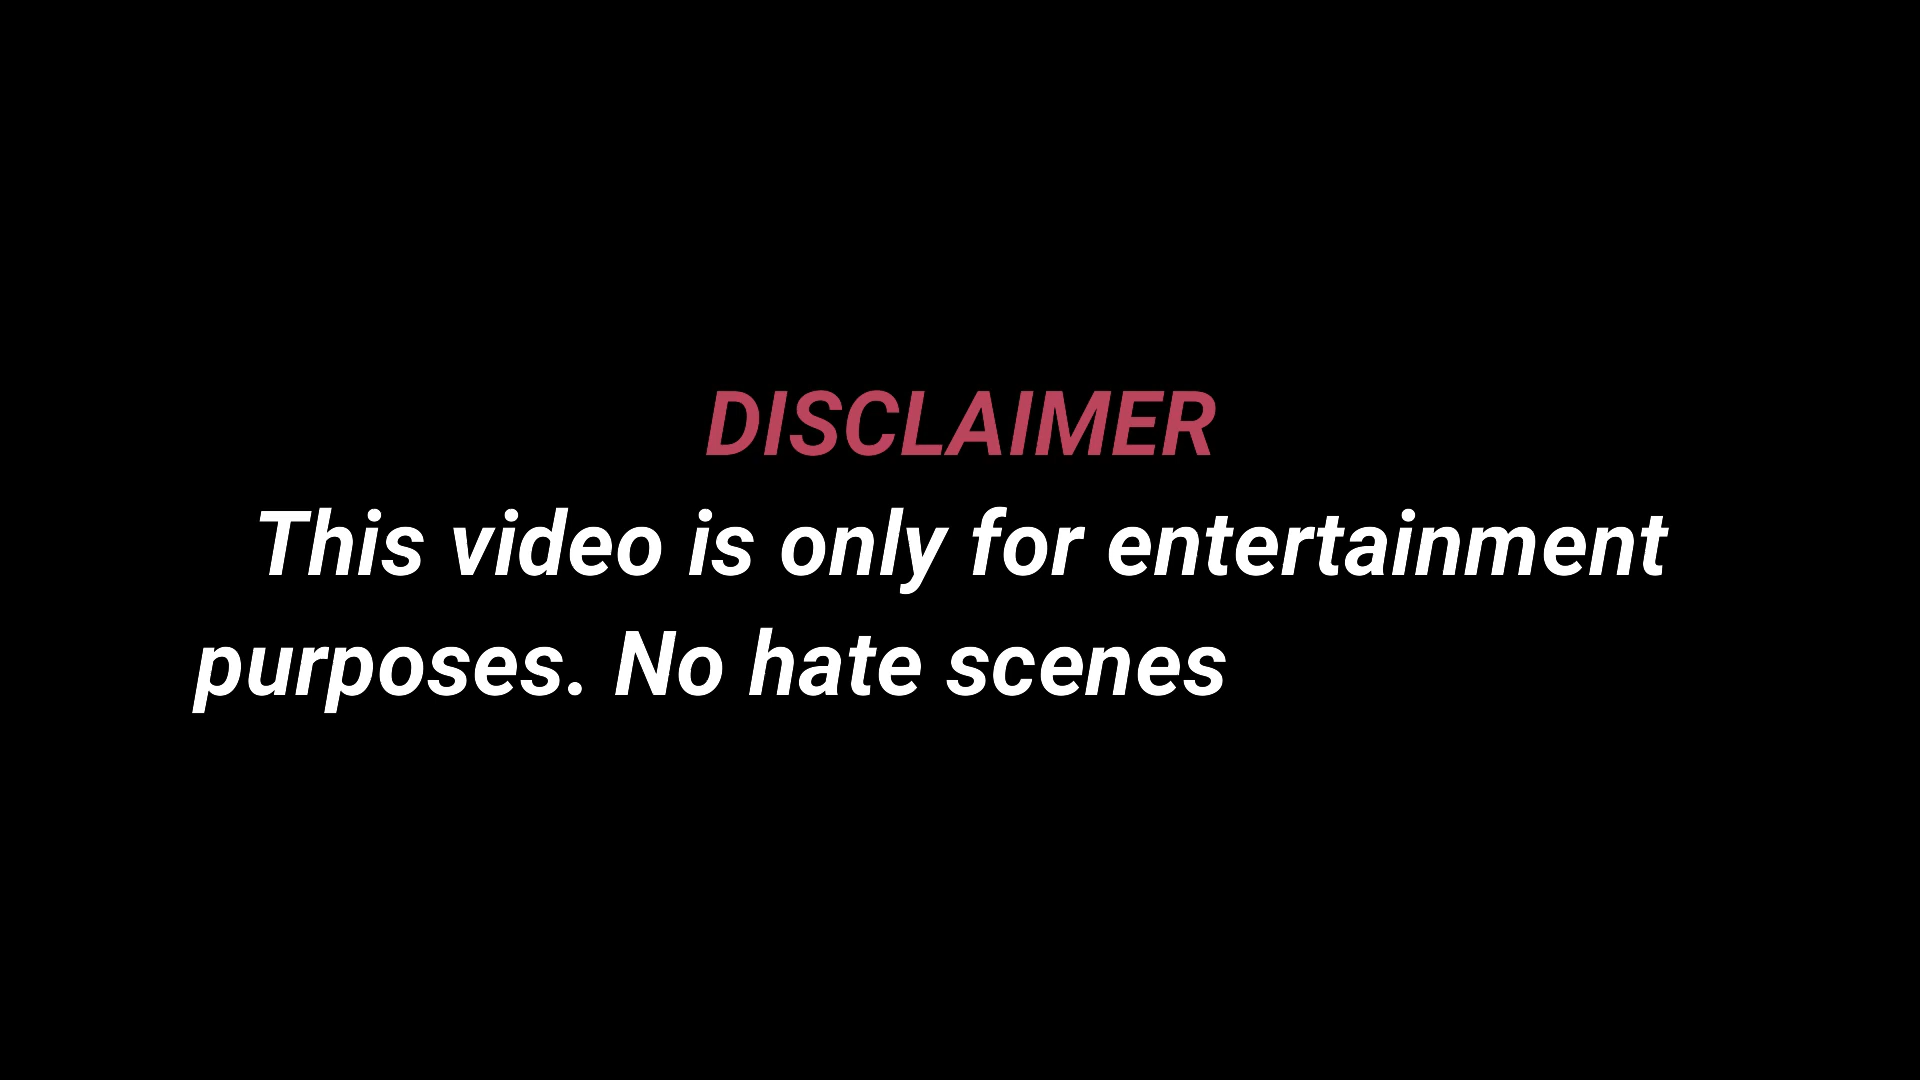 DISCLAIMER
This video is only for entertainment
purposes. No hate scenes